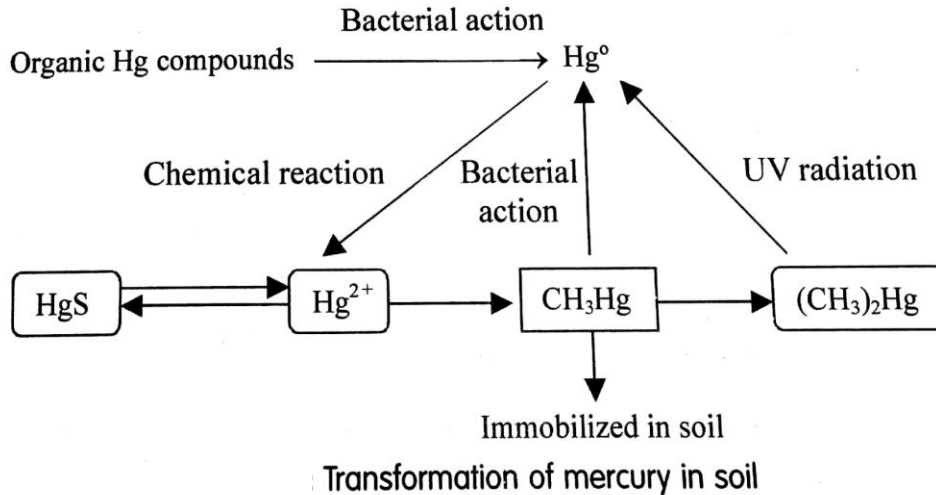 Bacterial action
Organic Hg compounds
Hgº
Chemical reaction
Bacterial
action
UV radiation
HgS
Hg²⁺
CH₃Hg
(CH₃)₂Hg
Immobilized in soil
Transformation of mercury in soil